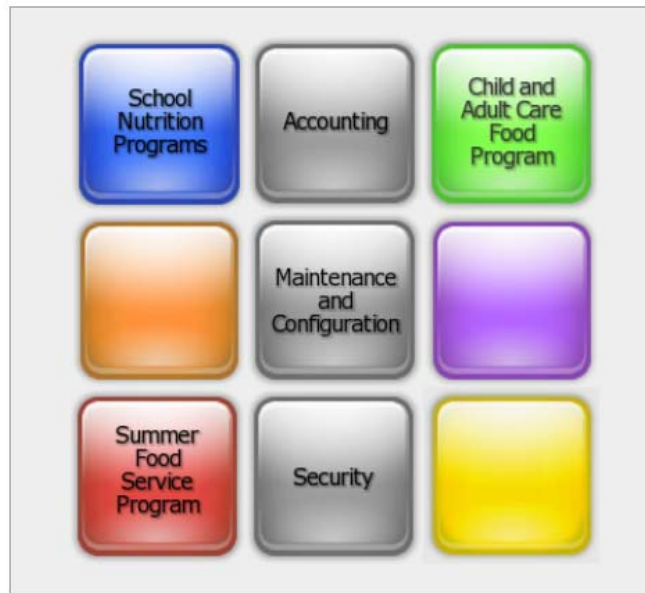 School
Nutrition
Programs
Accounting
Child and
Adult Care
Food
Program
Maintenance
and
Configuration
Summer
Food
Service
Program
Security